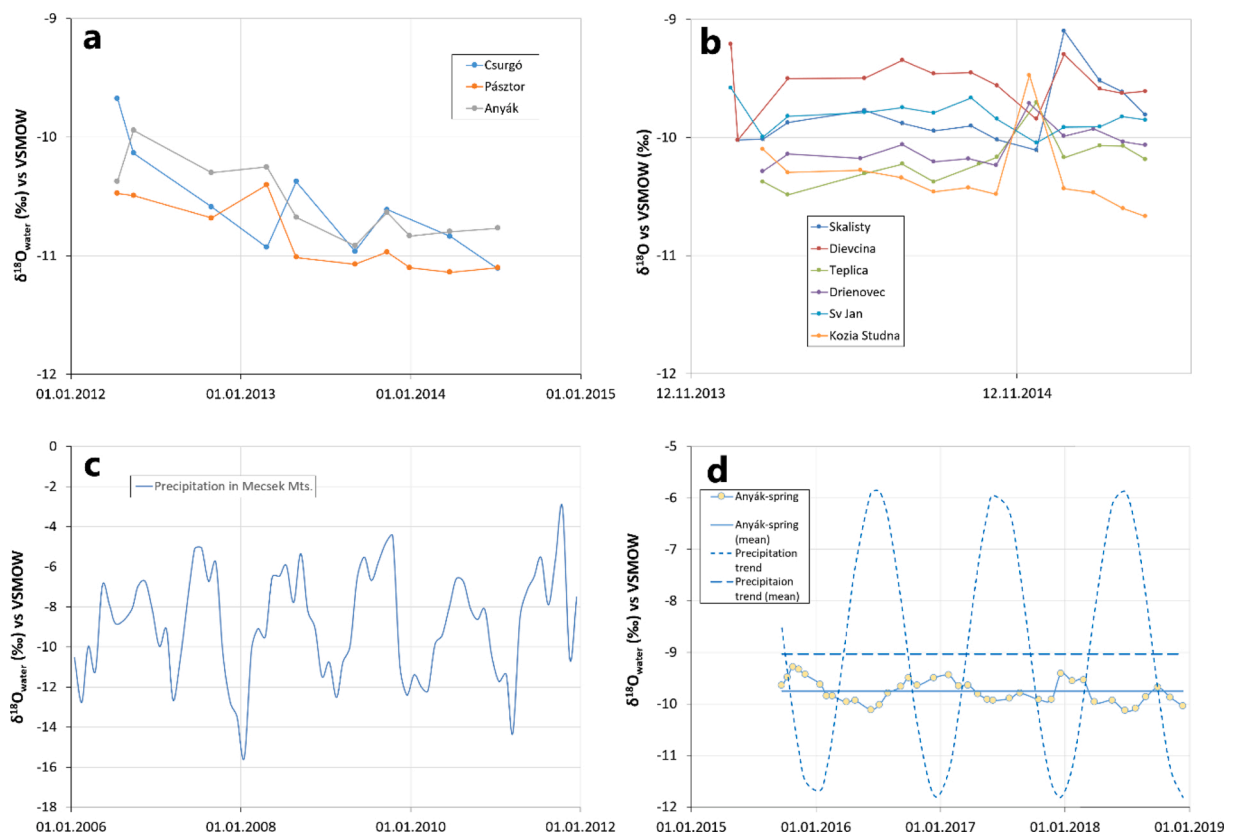 a
-9
-10
-11
-12
δ¹⁸Owater (‰) vs VSMOW
01.01.2012
01.01.2013
01.01.2014
01.01.2015
Csurgó
Pásztor
Anyák
b
-9
-10
-11
-12
δ¹⁸O vs VSMOW (‰)
12.11.2013
12.11.2014
Skalisty
Dievcina
Teplica
Drienovec
Sv Jan
Kozia Studna
c
0
-2
-4
-6
-8
-10
-12
-14
-16
-18
δ¹⁸Owater (‰) vs VSMOW
01.01.2006
01.01.2008
01.01.2010
01.01.2012
Precipitation in Mecsek Mts.
d
-5
-6
-7
-8
-9
-10
-11
-12
δ¹⁸Owater (‰) vs VSMOW
01.01.2015
01.01.2016
01.01.2017
01.01.2018
01.01.2019
Anyák-spring
Anyák-spring
(mean)
Precipitation
trend
Precipitaion
trend (mean)